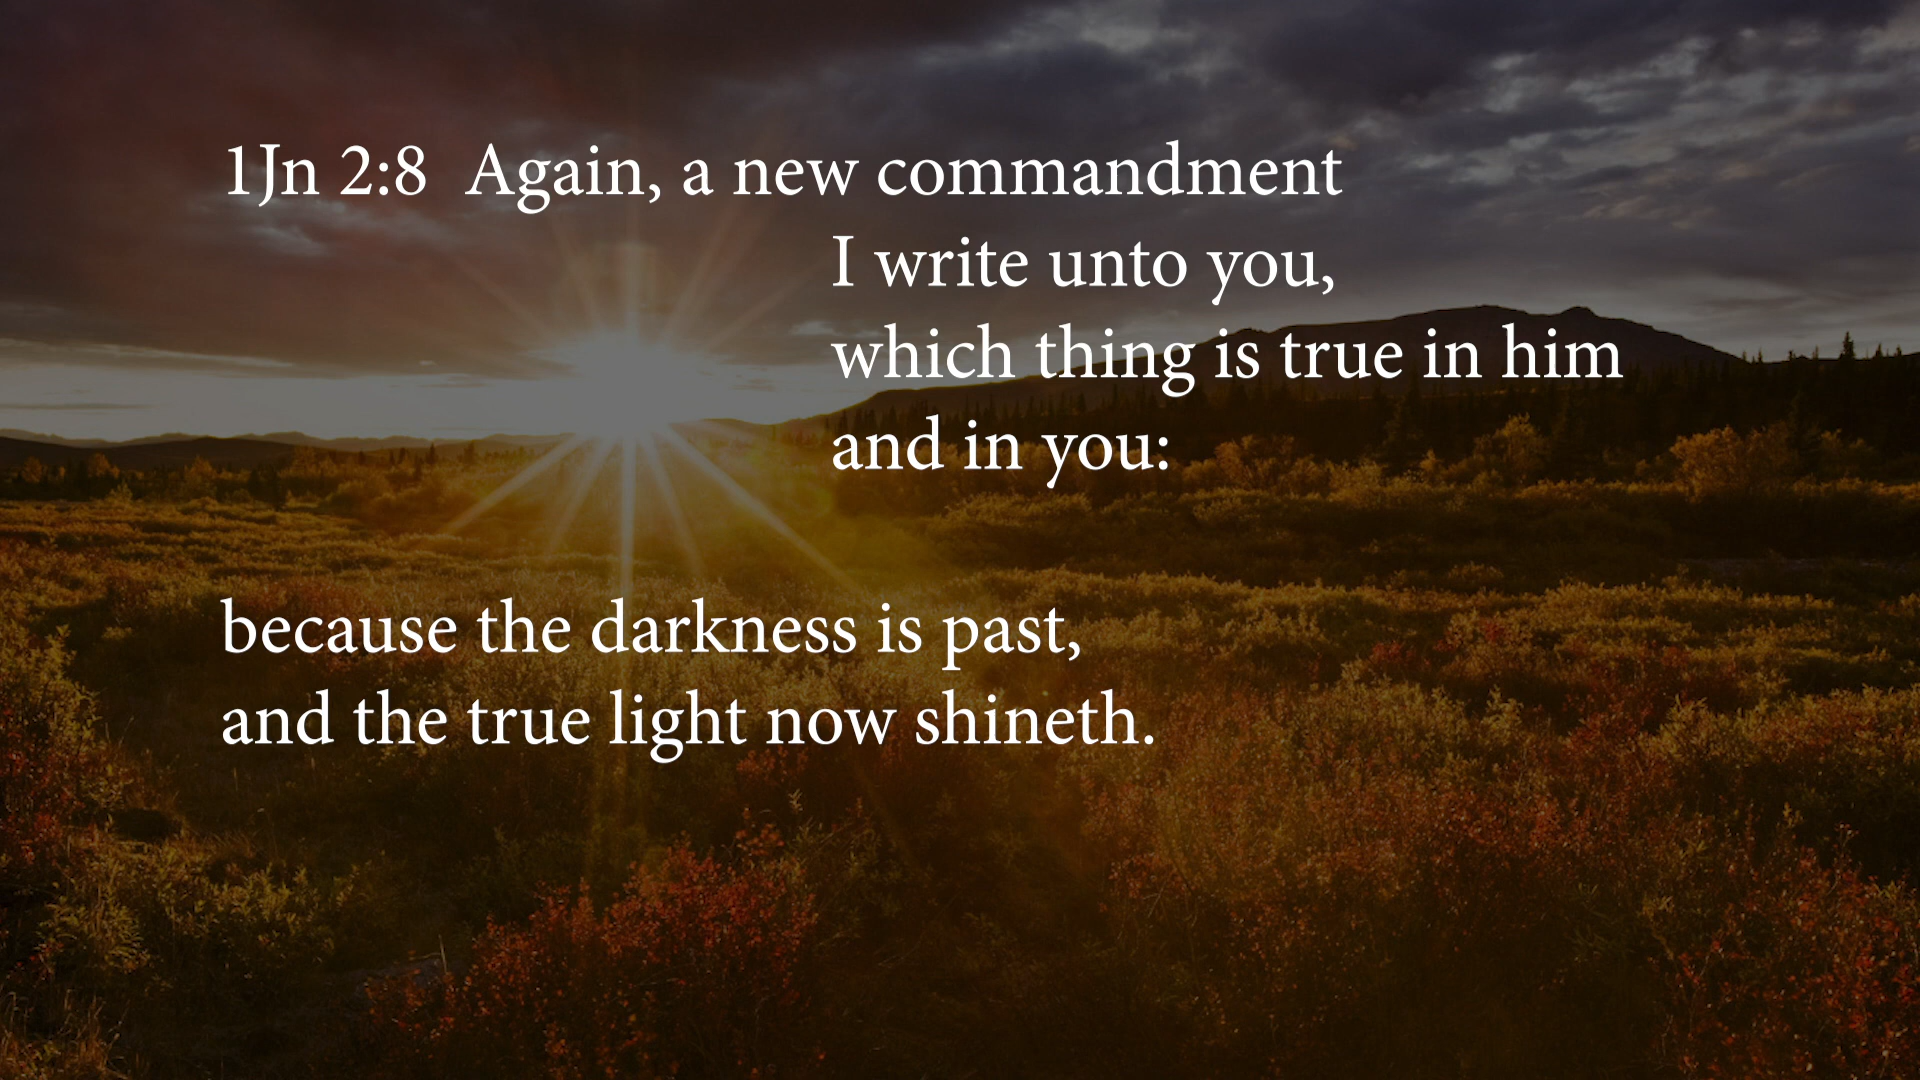 1Jn 2:8 Again, a new commandment
I write unto you,
which thing is true in him
and in you:
because the darkness is past,
and the true light now shineth.